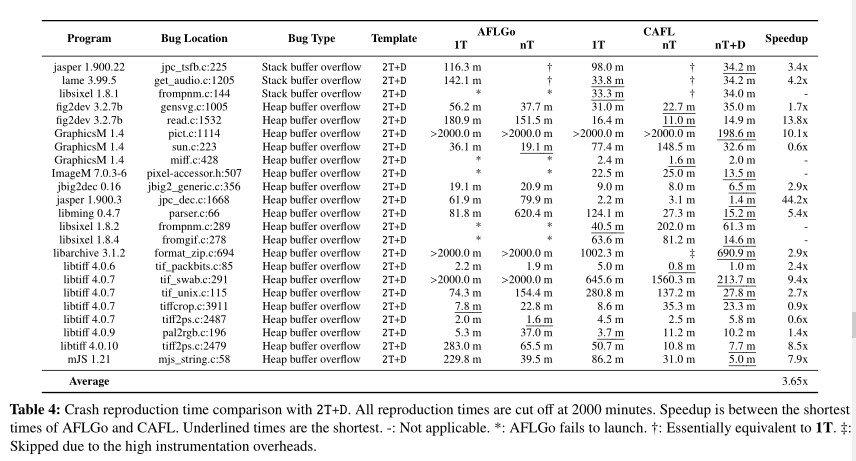 Program Bug Location Bug Type Template AFLGo CAFL Speedup
1T nT 1T nT nT+D
jasper 1.900.22 jpc_tsfb.c:225 Stack buffer overflow 2T+D 116.3 m † 98.0 m † 34.2 m 3.4x
lame 3.99.5 get_audio.c:1205 Stack buffer overflow 2T+D 142.1 m † 33.8 m † 34.2 m 4.2x
libsixel 1.8.1 frompnm.c:144 Stack buffer overflow 2T+D * * 33.3 m † 34.0 m -
fig2dev 3.2.7b gensvg.c:1005 Heap buffer overflow 2T+D 56.2 m 37.7 m 31.0 m 22.7 m 35.0 m 1.7x
fig2dev 3.2.7b read.c:1532 Heap buffer overflow 2T+D 180.9 m 151.5 m 16.4 m 11.0 m 14.9 m 13.8x
GraphicsM 1.4 pict.c:1114 Heap buffer overflow 2T+D >2000.0 m >2000.0 m >2000.0 m >2000.0 m 198.6 m 10.1x
GraphicsM 1.4 sun.c:223 Heap buffer overflow 2T+D 36.1 m 19.1 m 77.4 m 148.5 m 32.6 m 0.6x
GraphicsM 1.4 miff.c:428 Heap buffer overflow 2T+D * * 2.4 m 1.6 m 2.0 m -
ImageM 7.0.3-6 pixel-accessor.h:507 Heap buffer overflow 2T+D * * 22.5 m 25.0 m 13.5 m -
jbig2dec 0.16 jbig2_generic.c:356 Heap buffer overflow 2T+D 19.1 m 20.9 m 9.0 m 8.0 m 6.5 m 2.9x
jasper 1.900.3 jpc_dec.c:1668 Heap buffer overflow 2T+D 61.9 m 79.9 m 2.2 m 3.1 m 1.4 m 44.2x
libming 0.4.7 parser.c:66 Heap buffer overflow 2T+D 81.8 m 620.4 m 124.1 m 27.3 m 15.2 m 5.4x
libsixel 1.8.2 frompnm.c:289 Heap buffer overflow 2T+D * * 40.5 m 202.0 m 61.3 m -
libsixel 1.8.4 fromgif.c:278 Heap buffer overflow 2T+D * * 63.6 m 81.2 m 14.6 m -
libarchive 3.1.2 format_zip.c:694 Heap buffer overflow 2T+D >2000.0 m >2000.0 m 1002.3 m ‡ 690.9 m 2.9x
libtiff 4.0.6 tif_packbits.c:85 Heap buffer overflow 2T+D 2.2 m 1.9 m 5.0 m 0.8 m 1.0 m 2.4x
libtiff 4.0.7 tif_swab.c:291 Heap buffer overflow 2T+D >2000.0 m >2000.0 m 645.6 m 1560.3 m 213.7 m 9.4x
libtiff 4.0.7 tif_unix.c:115 Heap buffer overflow 2T+D 74.3 m 154.4 m 280.8 m 137.2 m 27.8 m 2.7x
libtiff 4.0.7 tiffcrop.c:3911 Heap buffer overflow 2T+D 7.8 m 22.8 m 8.6 m 35.3 m 23.3 m 0.9x
libtiff 4.0.7 tiff2ps.c:2487 Heap buffer overflow 2T+D 2.0 m 1.6 m 4.5 m 2.5 m 5.8 m 0.6x
libtiff 4.0.9 pal2rgb.c:196 Heap buffer overflow 2T+D 5.3 m 37.0 m 3.7 m 11.2 m 10.2 m 1.4x
libtiff 4.0.10 tiff2ps.c:2479 Heap buffer overflow 2T+D 283.0 m 65.5 m 50.7 m 10.8 m 7.7 m 8.5x
mJS 1.21 mjs_string.c:58 Heap buffer overflow 2T+D 229.8 m 39.5 m 86.2 m 31.0 m 5.0 m 7.9x
Average 3.65x
Table 4: Crash reproduction time comparison with 2T+D. All reproduction times are cut off at 2000 minutes. Speedup is between the shortest
times of AFLGo and CAFL. Underlined times are the shortest. -: Not applicable. *: AFLGo fails to launch. †: Essentially equivalent to 1T. ‡:
Skipped due to the high instrumentation overheads.